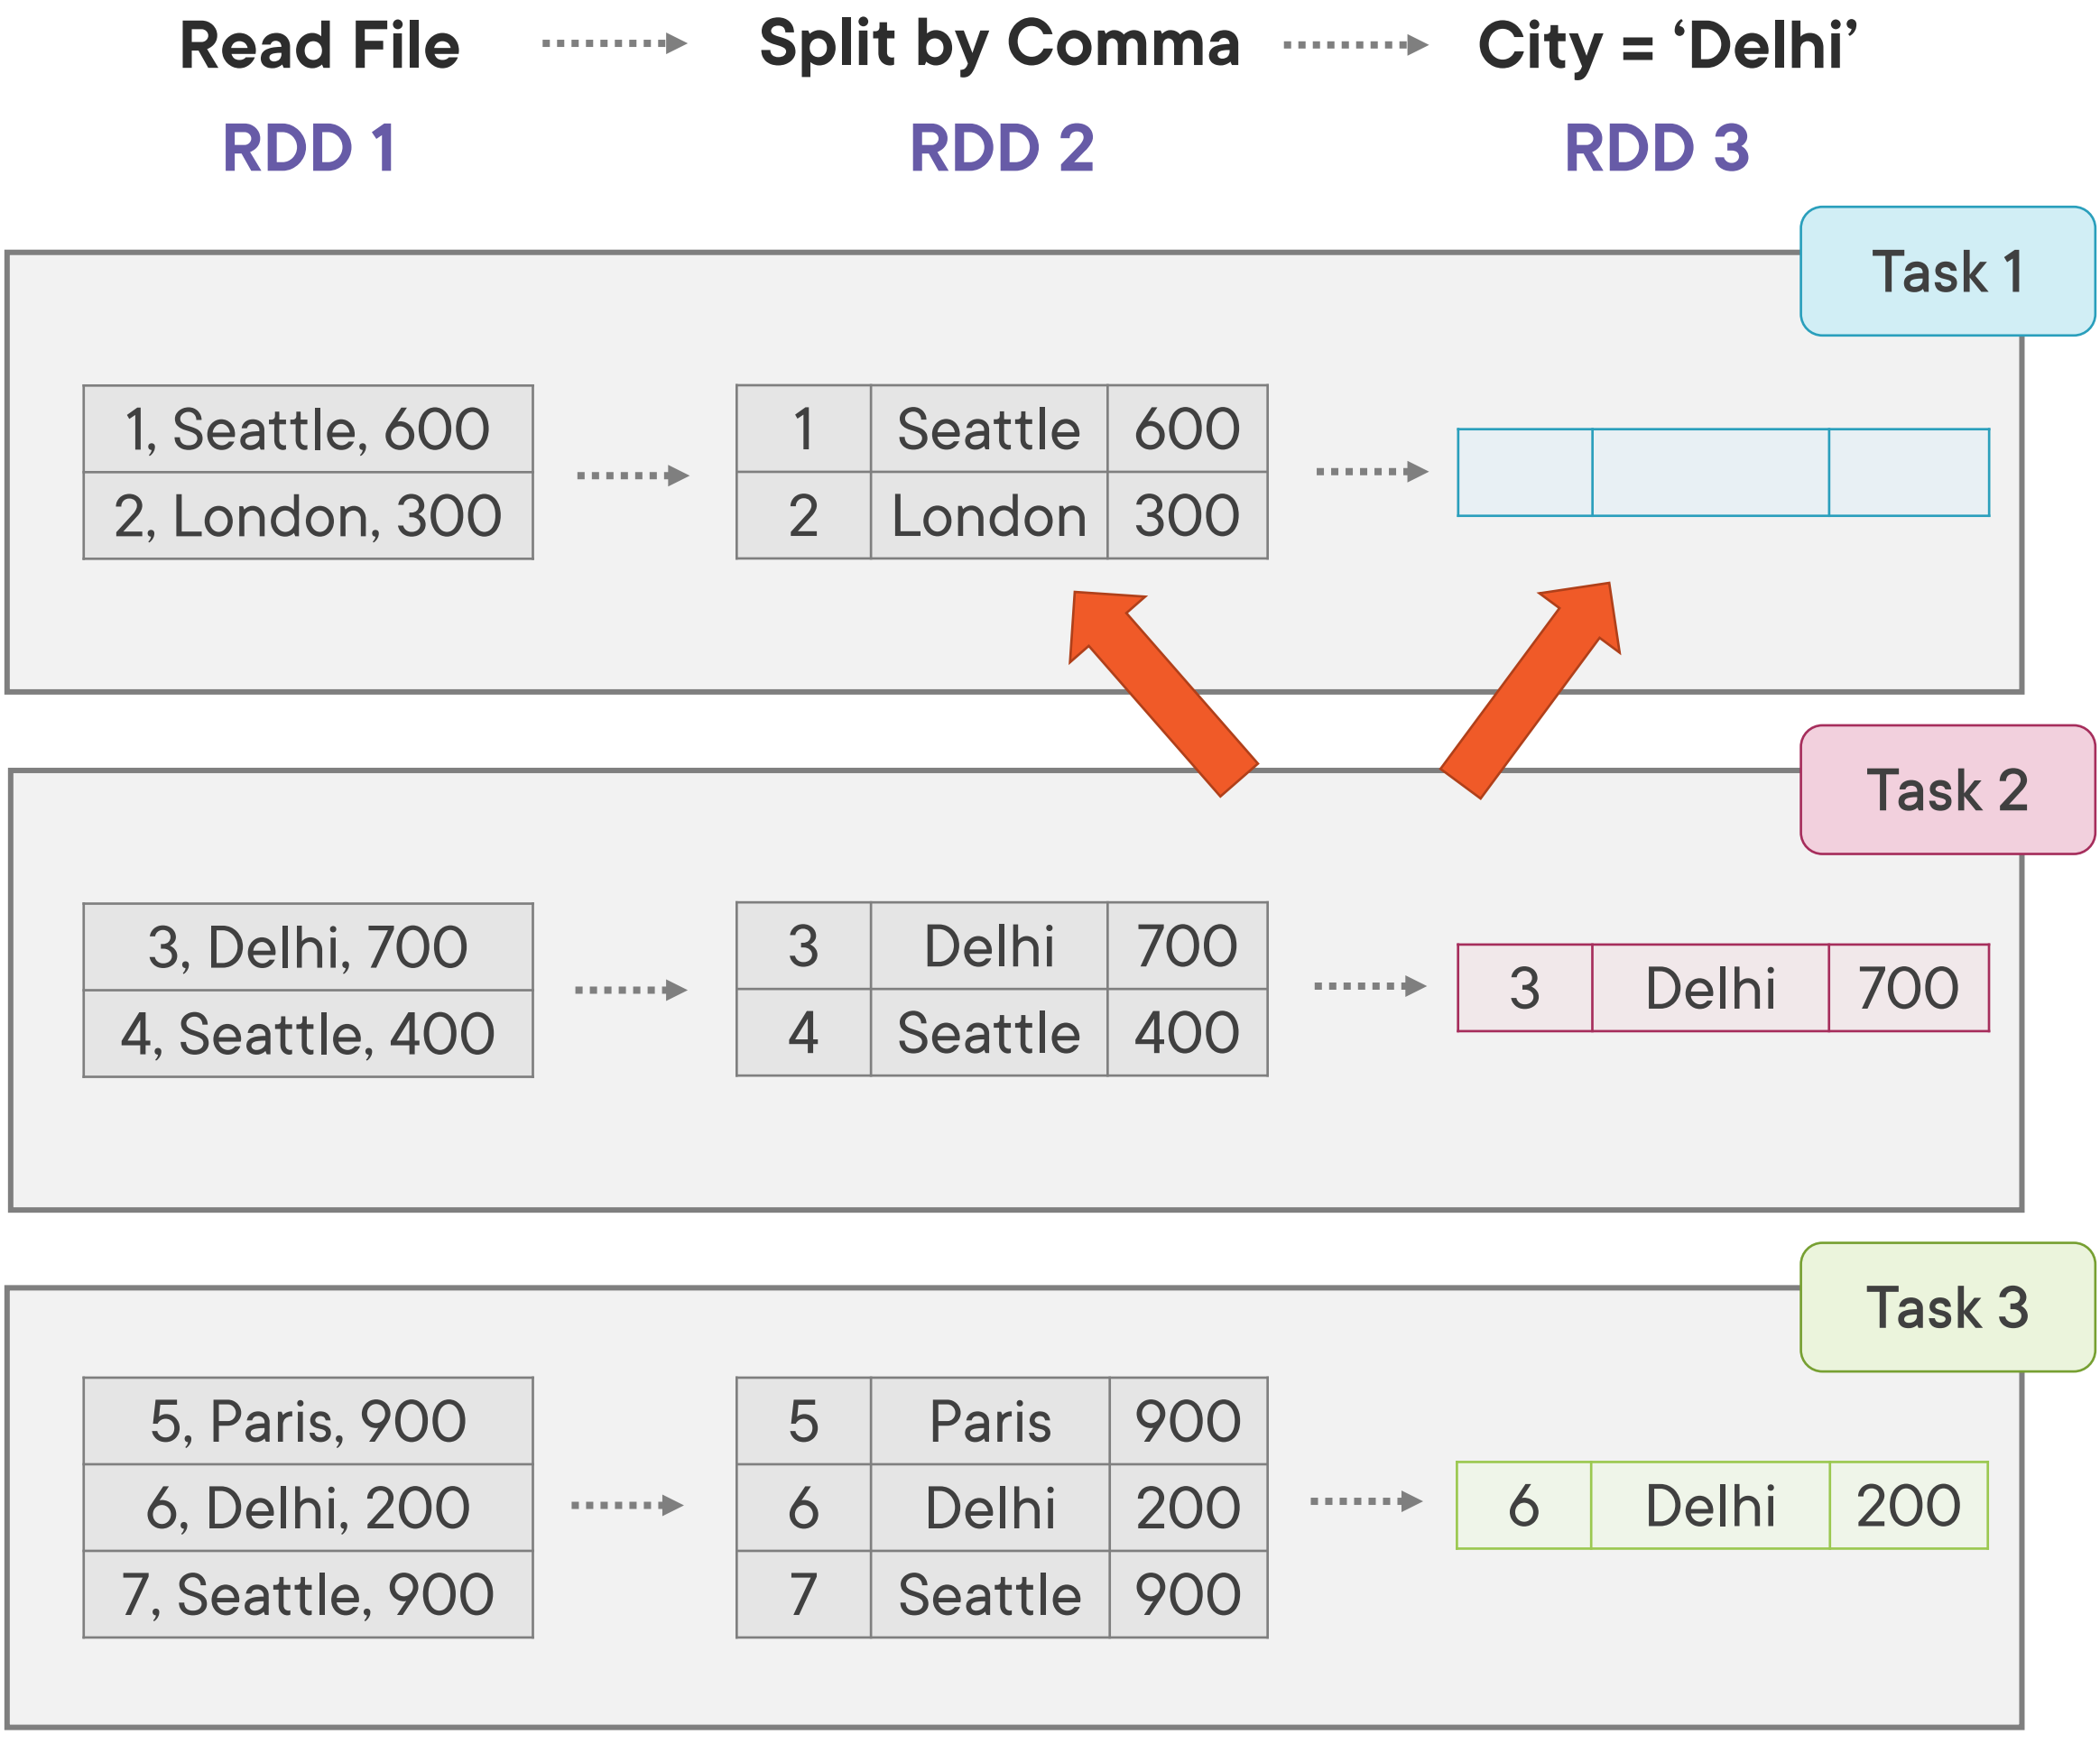 Read File
Split by Comma
City = ‘Delhi’
RDD 1
RDD 2
RDD 3
Task 1
1, Seattle, 600
2, London, 300
1 Seattle 600
2 London 300
Task 2
3, Delhi, 700
4, Seattle, 400
3 Delhi 700
4 Seattle 400
3 Delhi 700
Task 3
5, Paris, 900
6, Delhi, 200
7, Seattle, 900
5 Paris 900
6 Delhi 200
7 Seattle 900
6 Delhi 200